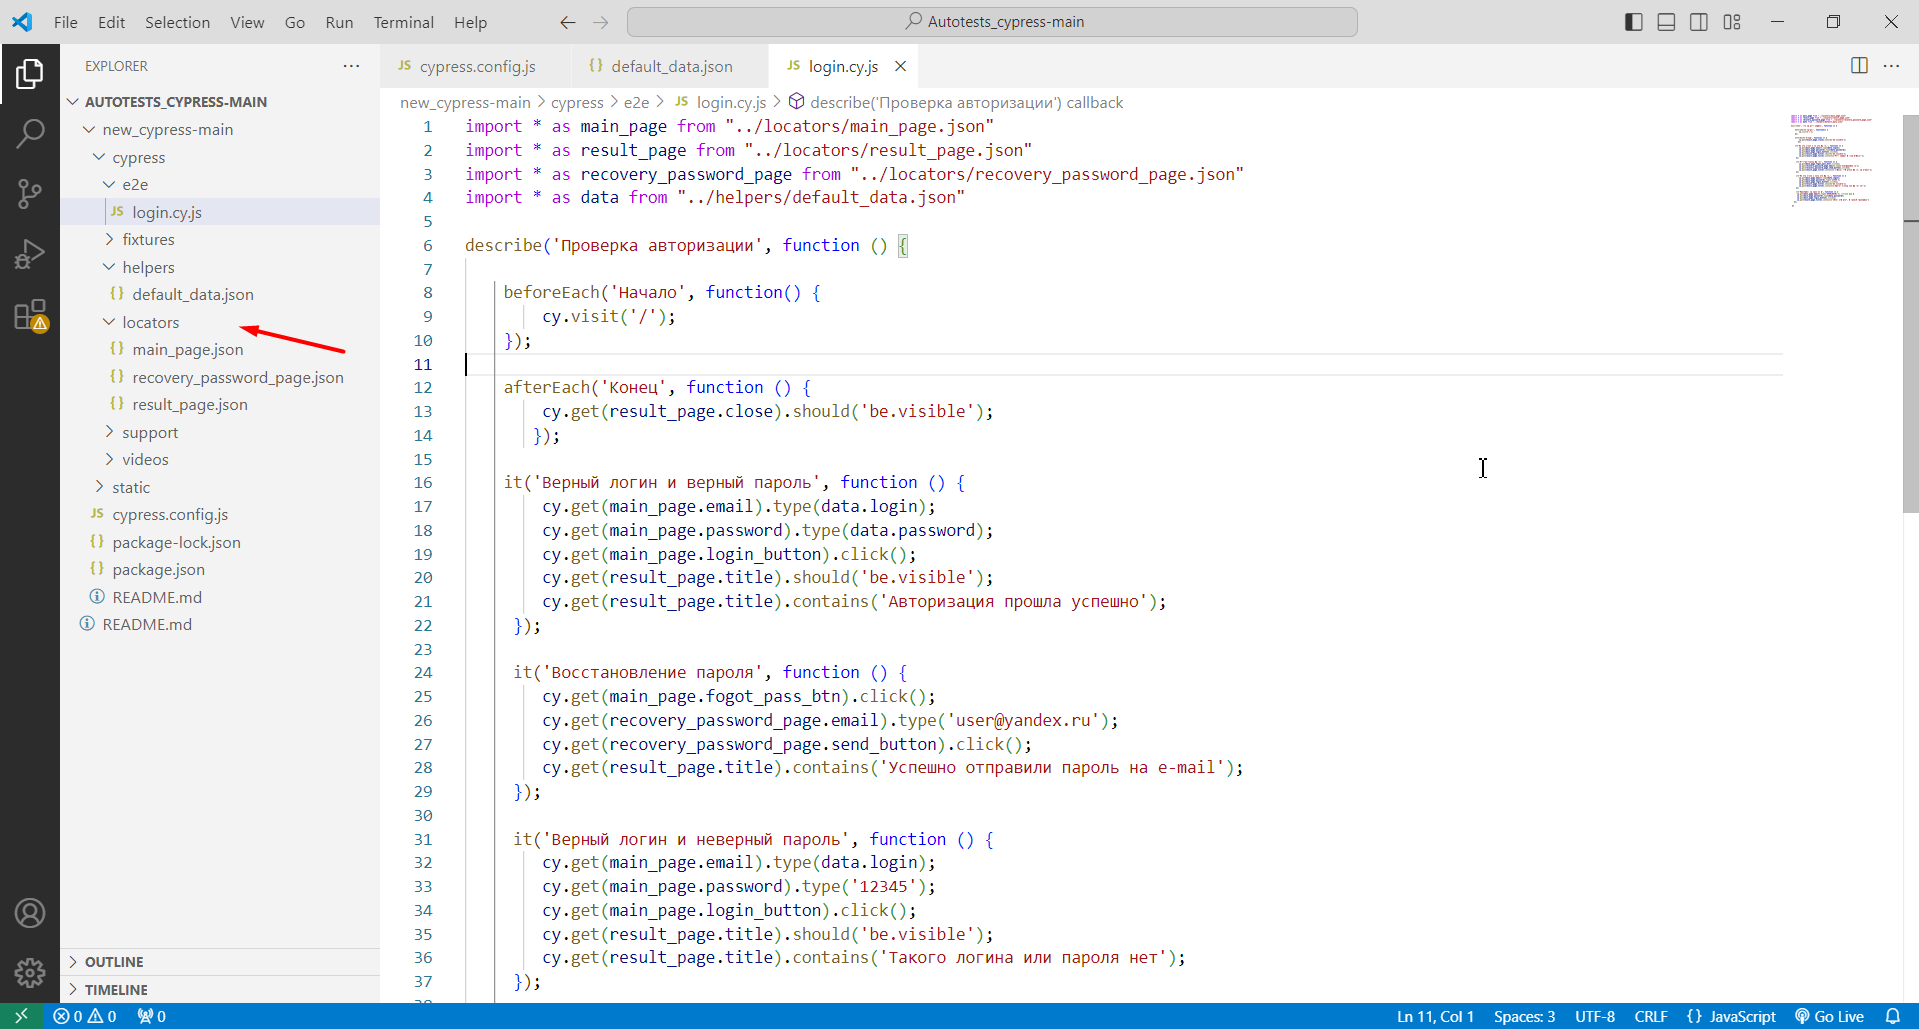 File Edit Selection View Go Run Terminal Help
Autotests_cypress-main
EXPLORER
AUTOTESTS_CYPRESS-MAIN
new_cypress-main
cypress
e2e
JS login.cy.js
fixtures
helpers
{} default_data.json
locators
{} main_page.json
{} recovery_password_page.json
{} result_page.json
support
videos
static
JS cypress.config.js
{} package-lock.json
{} package.json
README.md
README.md
OUTLINE
TIMELINE
JS cypress.config.js {} default_data.json JS login.cy.js
new_cypress-main > cypress > e2e > JS login.cy.js > describe('Проверка авторизации') callback
1 import * as main_page from "../locators/main_page.json"
2 import * as result_page from "../locators/result_page.json"
3 import * as recovery_password_page from "../locators/recovery_password_page.json"
4 import * as data from "../helpers/default_data.json"
5
6 describe('Проверка авторизации', function () {
7
8 beforeEach('Начало', function() {
9 cy.visit('/');
10 });
11
12 afterEach('Конец', function () {
13 cy.get(result_page.close).should('be.visible');
14 });
15
16 it('Верный логин и верный пароль', function () {
17 cy.get(main_page.email).type(data.login);
18 cy.get(main_page.password).type(data.password);
19 cy.get(main_page.login_button).click();
20 cy.get(result_page.title).should('be.visible');
21 cy.get(result_page.title).contains('Авторизация прошла успешно');
22 });
23
24 it('Восстановление пароля', function () {
25 cy.get(main_page.fogot_pass_btn).click();
26 cy.get(recovery_password_page.email).type('user@yandex.ru');
27 cy.get(recovery_password_page.send_button).click();
28 cy.get(result_page.title).contains('Успешно отправили пароль на e-mail');
29 });
30
31 it('Верный логин и неверный пароль', function () {
32 cy.get(main_page.email).type(data.login);
33 cy.get(main_page.password).type('12345');
34 cy.get(main_page.login_button).click();
35 cy.get(result_page.title).should('be.visible');
36 cy.get(result_page.title).contains('Такого логина или пароля нет');
37 });
0 0 0 Ln 11, Col 1 Spaces: 3 UTF-8 CRLF {} JavaScript Go Live